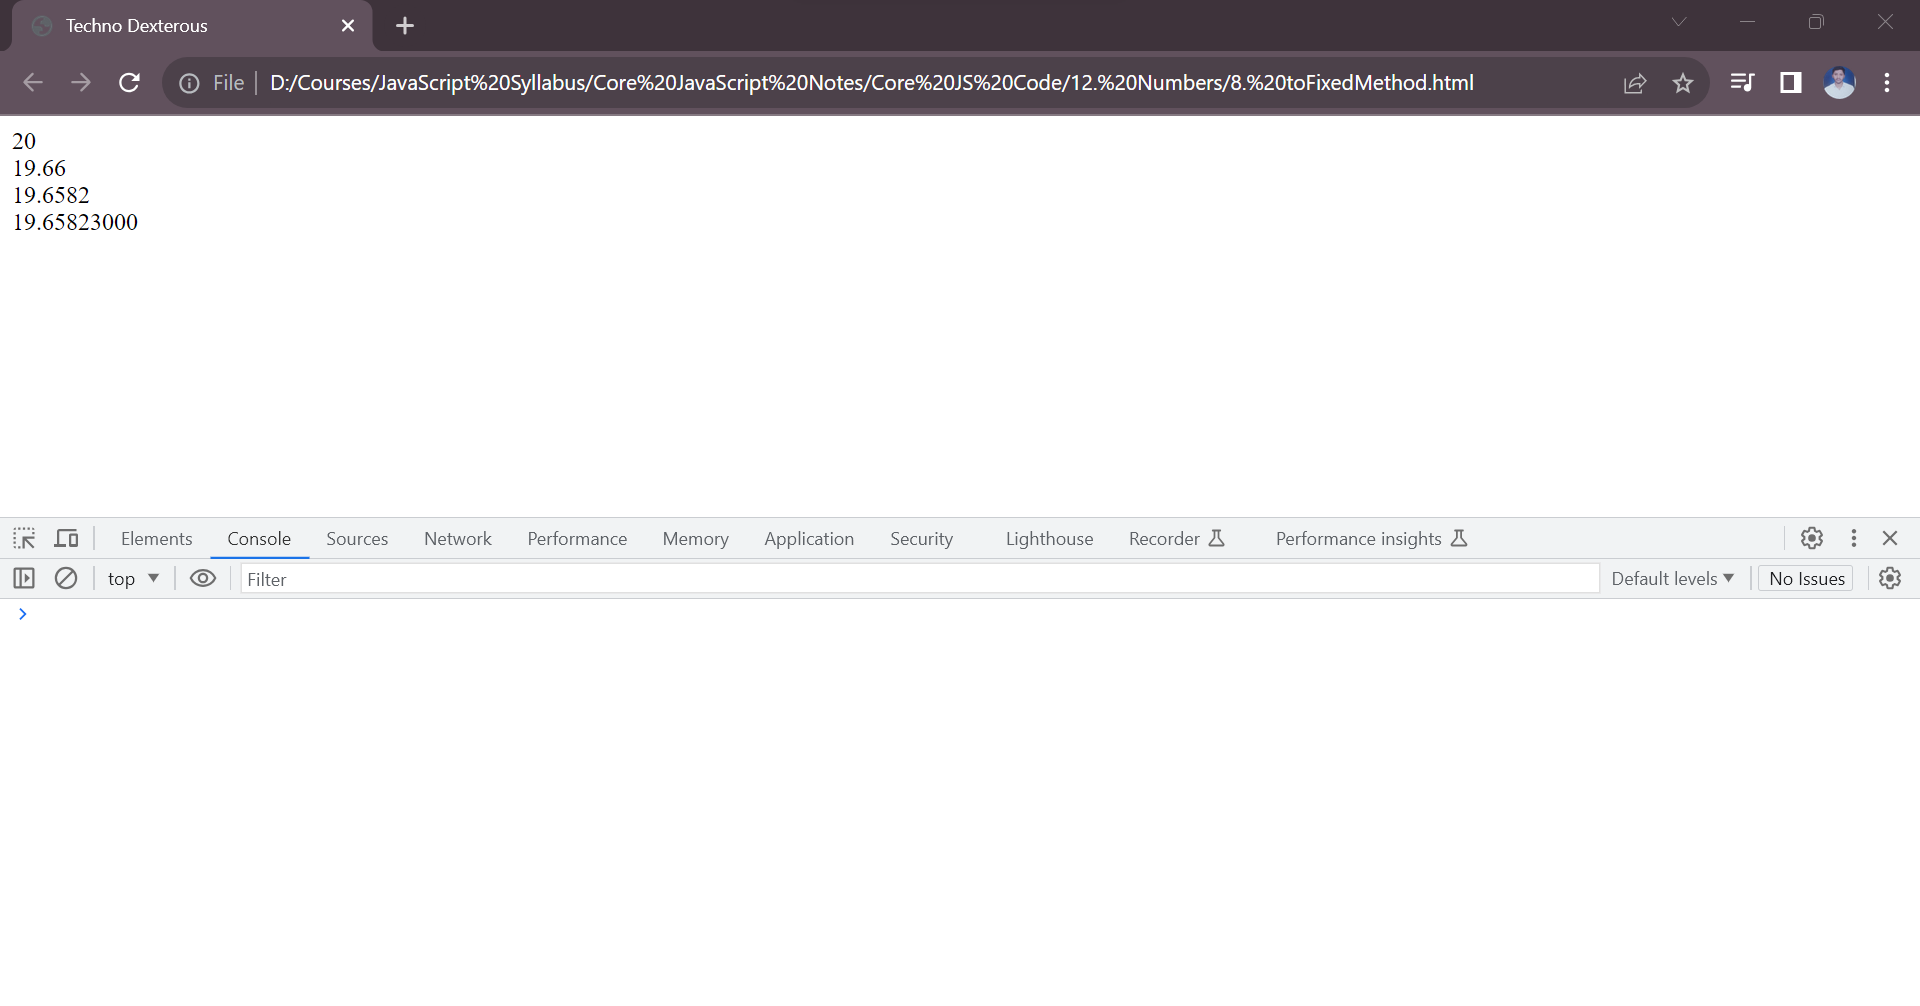 Techno Dexterous
File D:/Courses/JavaScript%20Syllabus/Core%20JavaScript%20Notes/Core%20JS%20Code/12.%20Numbers/8.%20toFixedMethod.html
20
19.66
19.6582
19.65823000
Elements Console Sources Network Performance Memory Application Security Lighthouse Recorder Performance insights
top Filter Default levels No Issues